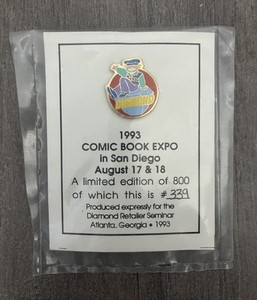 1993
COMIC BOOK EXPO
in San Diego
August 17 & 18
A limited edition of 800
of which this is #339
Produced expressly for the
Diamond Retailer Seminar
Atlanta, Georgia • 1993